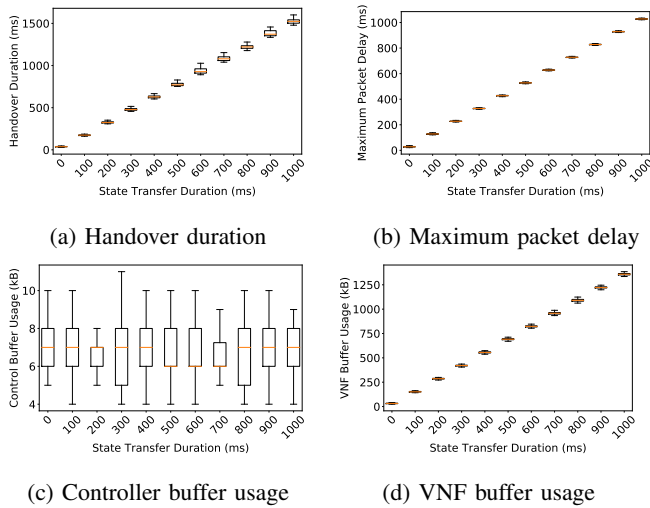 1500
1000
500
0
Handover Duration (ms)
0 100 200 300 400 500 600 700 800 900 1000
State Transfer Duration (ms)
(a) Handover duration
1000
800
600
400
200
0
Maximum Packet Delay (ms)
0 100 200 300 400 500 600 700 800 900 1000
State Transfer Duration (ms)
(b) Maximum packet delay
10
8
6
4
Control Buffer Usage (kB)
0 100 200 300 400 500 600 700 800 900 1000
State Transfer Duration (ms)
(c) Controller buffer usage
1250
1000
750
500
250
0
VNF Buffer Usage (kB)
0 100 200 300 400 500 600 700 800 900 1000
State Transfer Duration (ms)
(d) VNF buffer usage